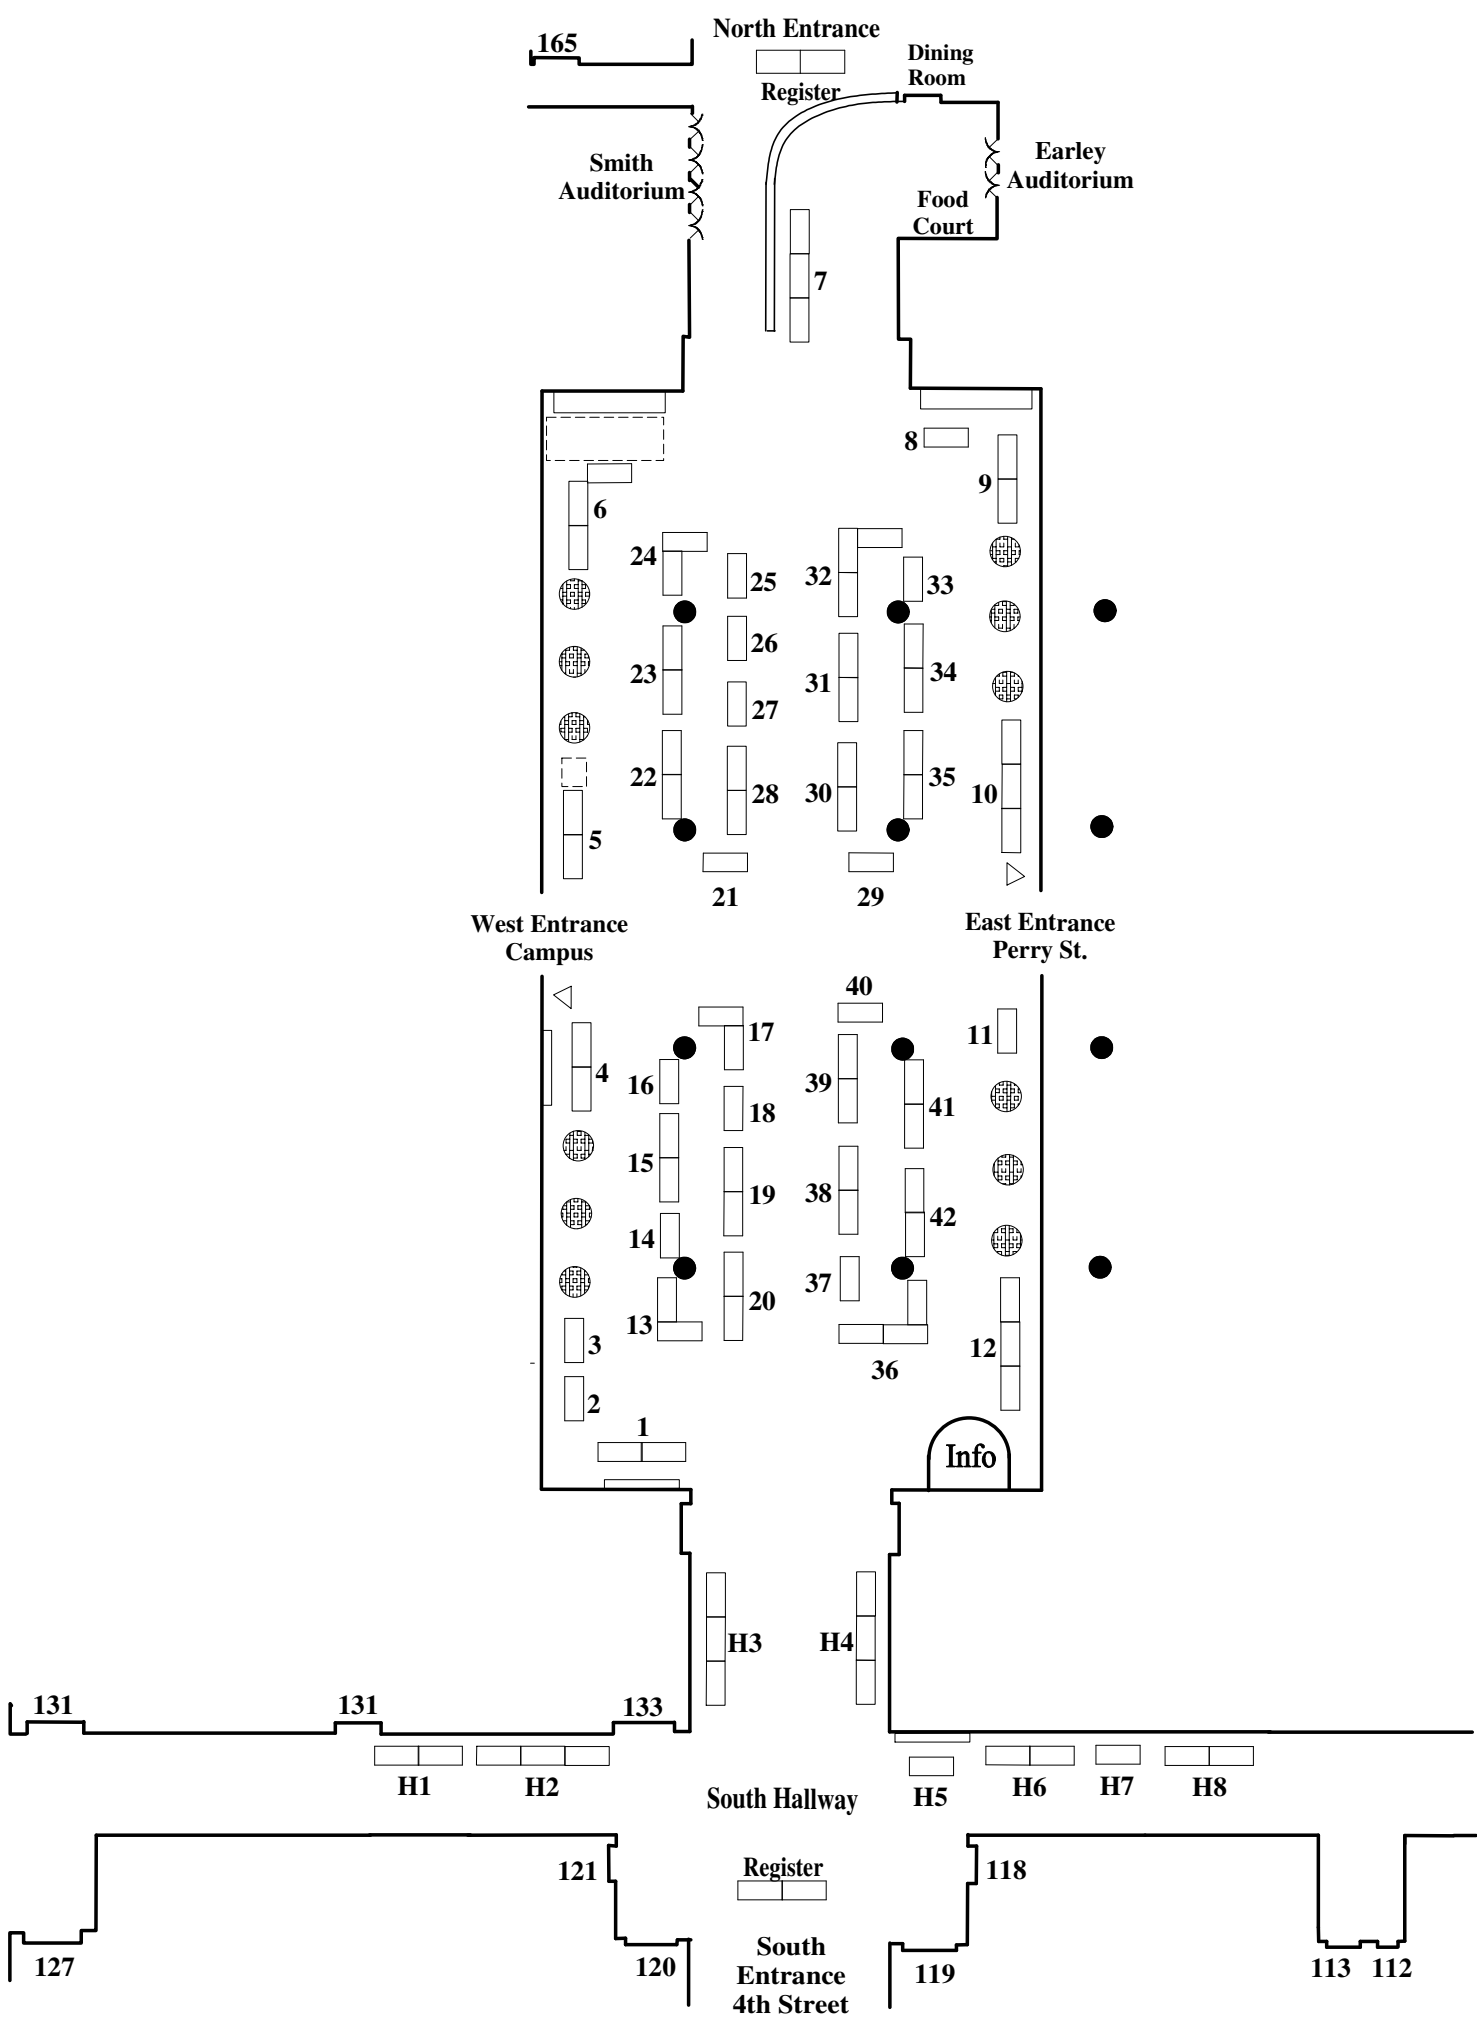 North Entrance
165
Dining
Room
Register
Smith
Auditorium
Earley
Auditorium
Food
Court
7
8
9
6
24
25
32
33
26
23
31
34
27
22
28
30
35
10
5
21
29
West Entrance
Campus
East Entrance
Perry St.
40
17
11
4
16
39
41
18
15
19
38
42
14
37
20
13
3
12
36
2
1
Info
H3
H4
131
131
133
H1
H2
South Hallway
H5
H6
H7
H8
121
Register
118
127
120
South
Entrance
4th Street
119
113
112